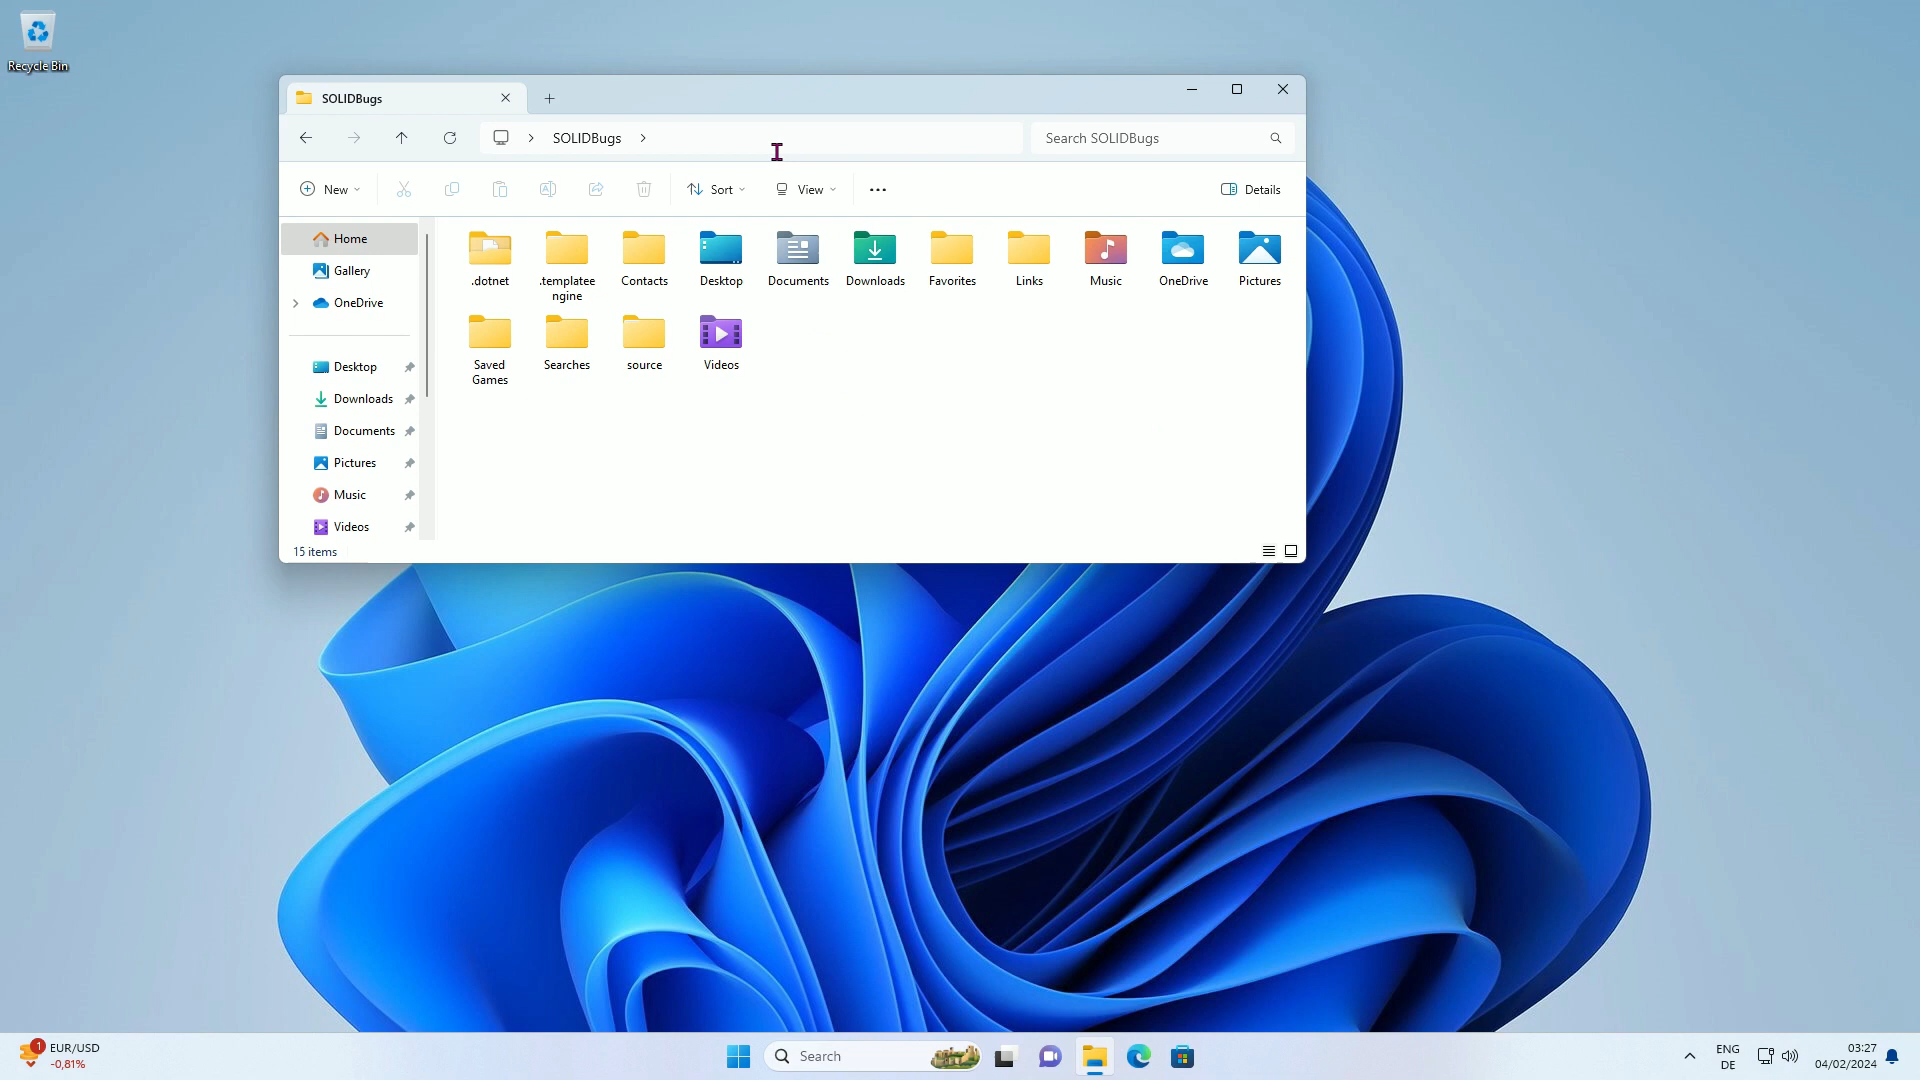 Recycle Bin
SOLIDBugs
SOLIDBugs
Search SOLIDBugs
New
Sort
View
Details
Home
Gallery
OneDrive
Desktop
Downloads
Documents
Pictures
Music
Videos
.dotnet
.templatee
ngine
Contacts
Desktop
Documents
Downloads
Favorites
Links
Music
OneDrive
Pictures
Saved
Games
Searches
source
Videos
15 items
1
EUR/USD
-0,81%
Search
ENG
DE
03:27
04/02/2024